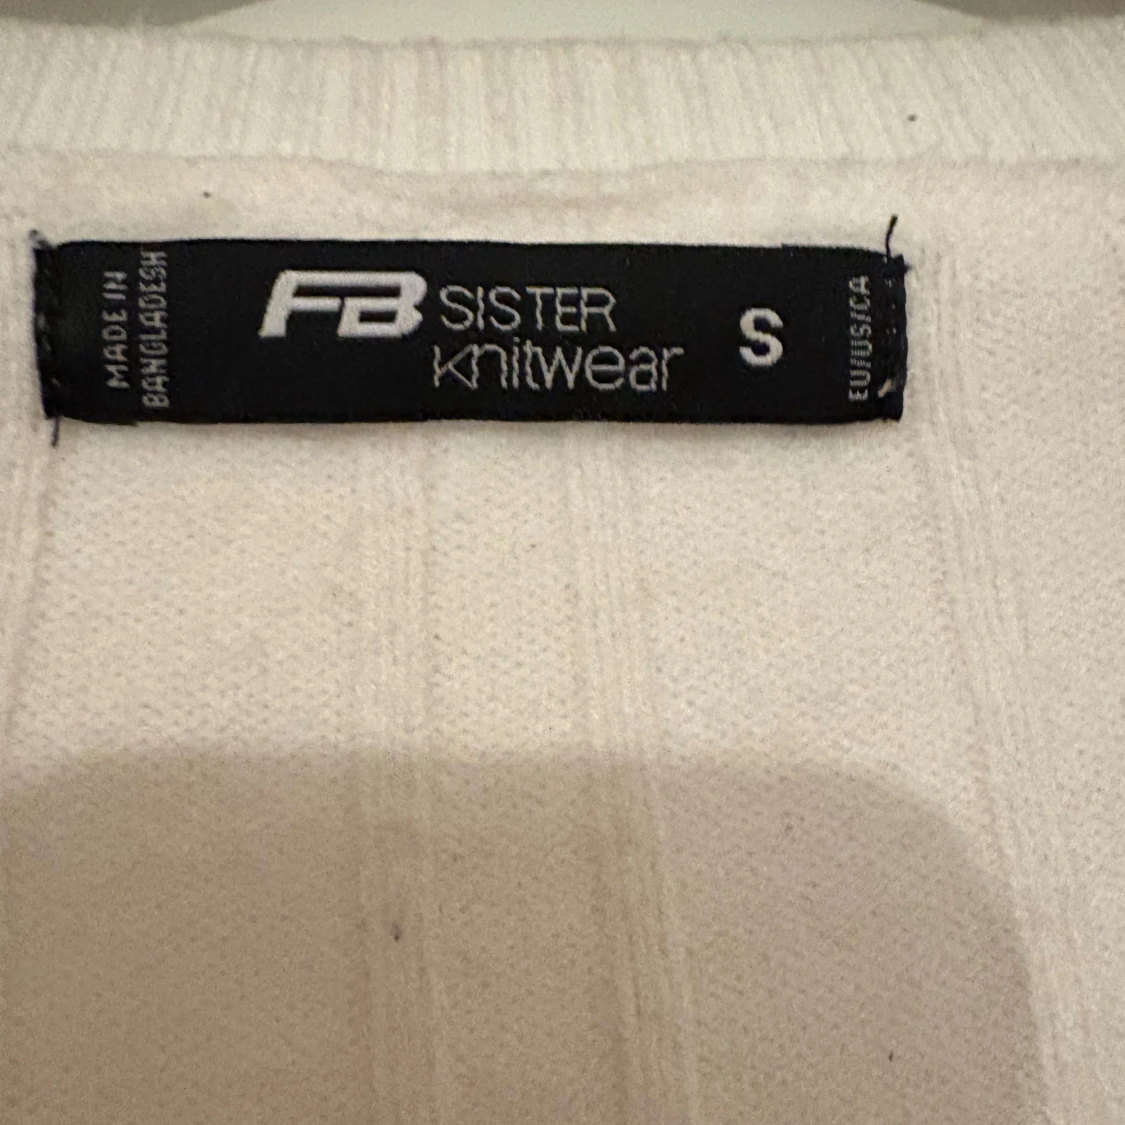 MADE IN
BANGLADESH
FB SISTER
knitwear
S
EU/US/CA